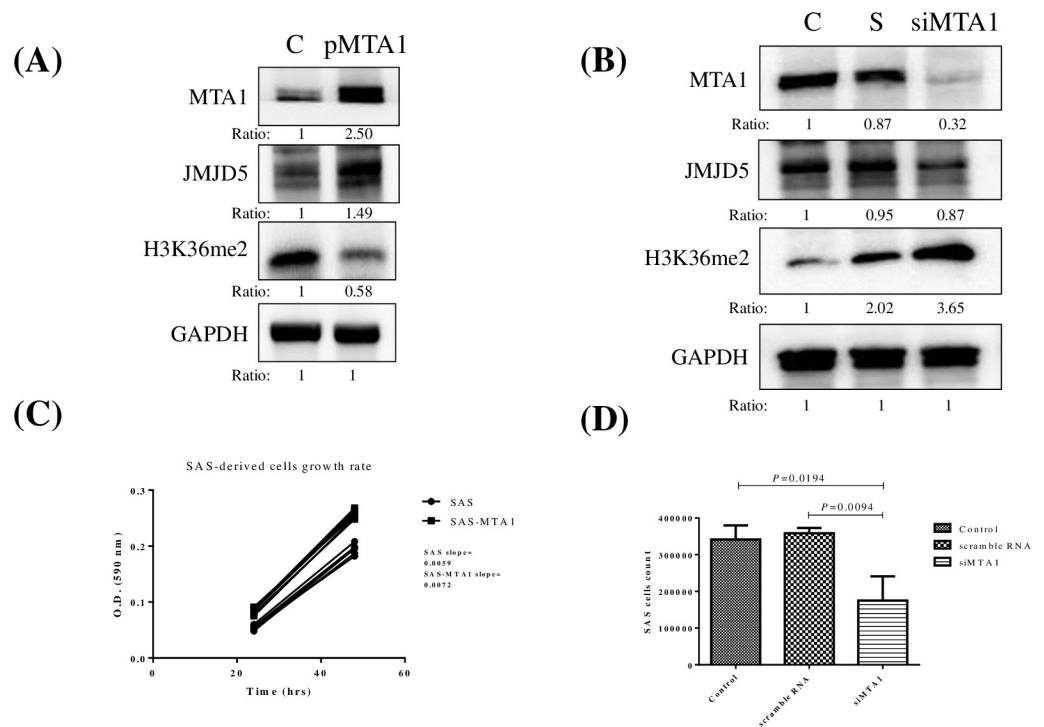 (A)
C pMTA1
MTA1
Ratio: 1 2.50
JMJD5
Ratio: 1 1.49
H3K36me2
Ratio: 1 0.58
GAPDH
Ratio: 1 1
(B)
C S siMTA1
MTA1
Ratio: 1 0.87 0.32
JMJD5
Ratio: 1 0.95 0.87
H3K36me2
Ratio: 1 2.02 3.65
GAPDH
Ratio: 1 1 1
(C)
SAS-derived cells growth rate
0.3
0.2
0.1
0.0
O.D. (590 nm)
0 20 40 60
Time (hrs)
SAS
SAS-MTA1
SAS slope=
0.0059
SAS-MTA1 slope=
0.0072
(D)
P=0.0194
P=0.0094
400000
300000
200000
100000
0
SAS cells count
Control
scramble RNA
siMTA1
Control
scramble RNA
siMTA1